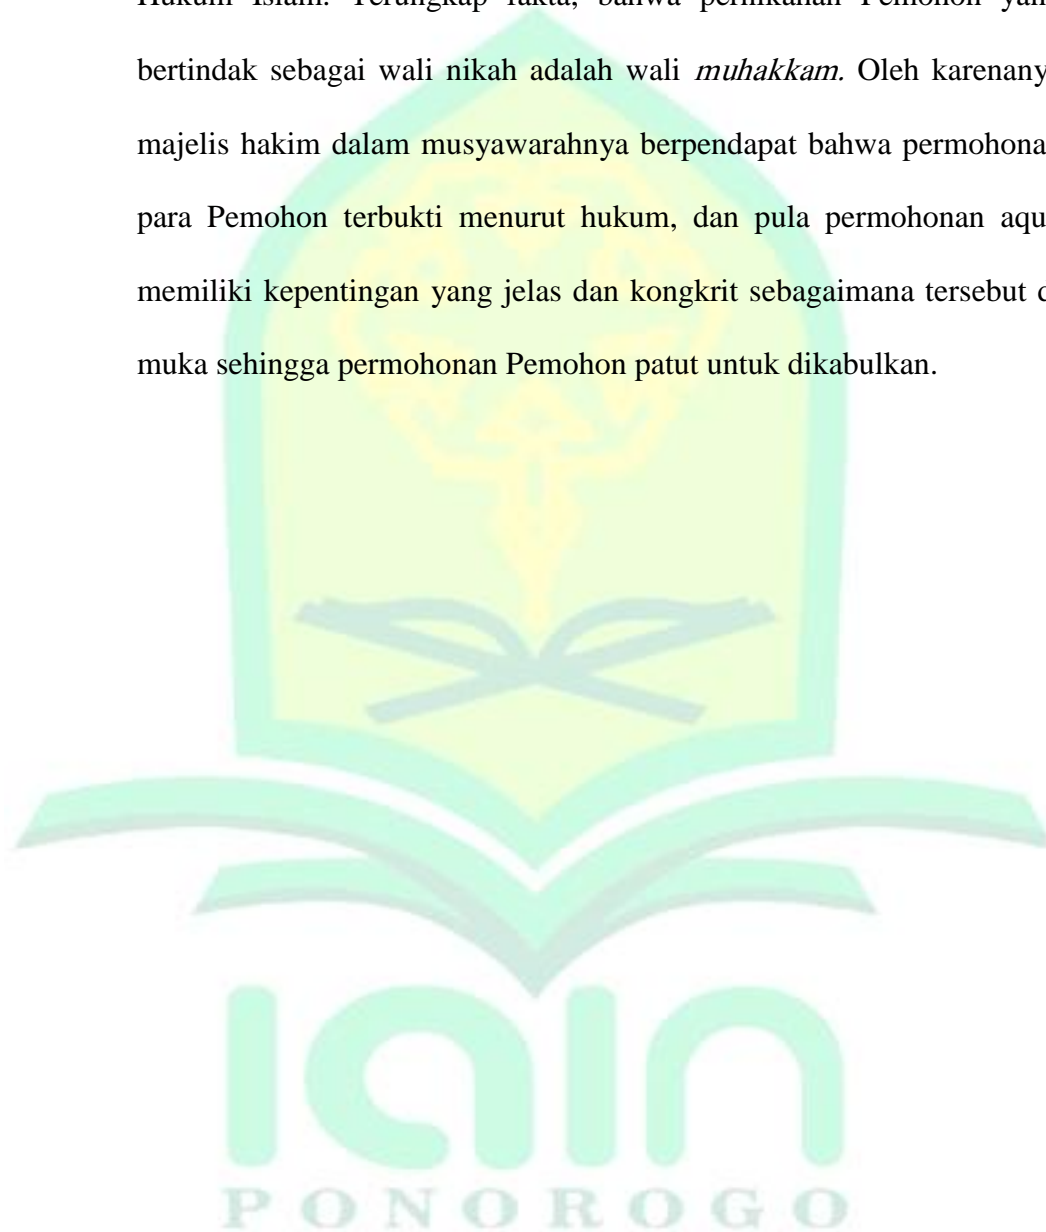 Hukum Islam. Terungkap fakta, bahwa pernikahan Pemohon yan
bertindak sebagai wali nikah adalah wali muhakkam. Oleh karenany
majelis hakim dalam musyawarahnya berpendapat bahwa permohona
para Pemohon terbukti menurut hukum, dan pula permohonan aqu
memiliki kepentingan yang jelas dan kongkrit sebagaimana tersebut d
muka sehingga permohonan Pemohon patut untuk dikabulkan.
iain
PONOROGO